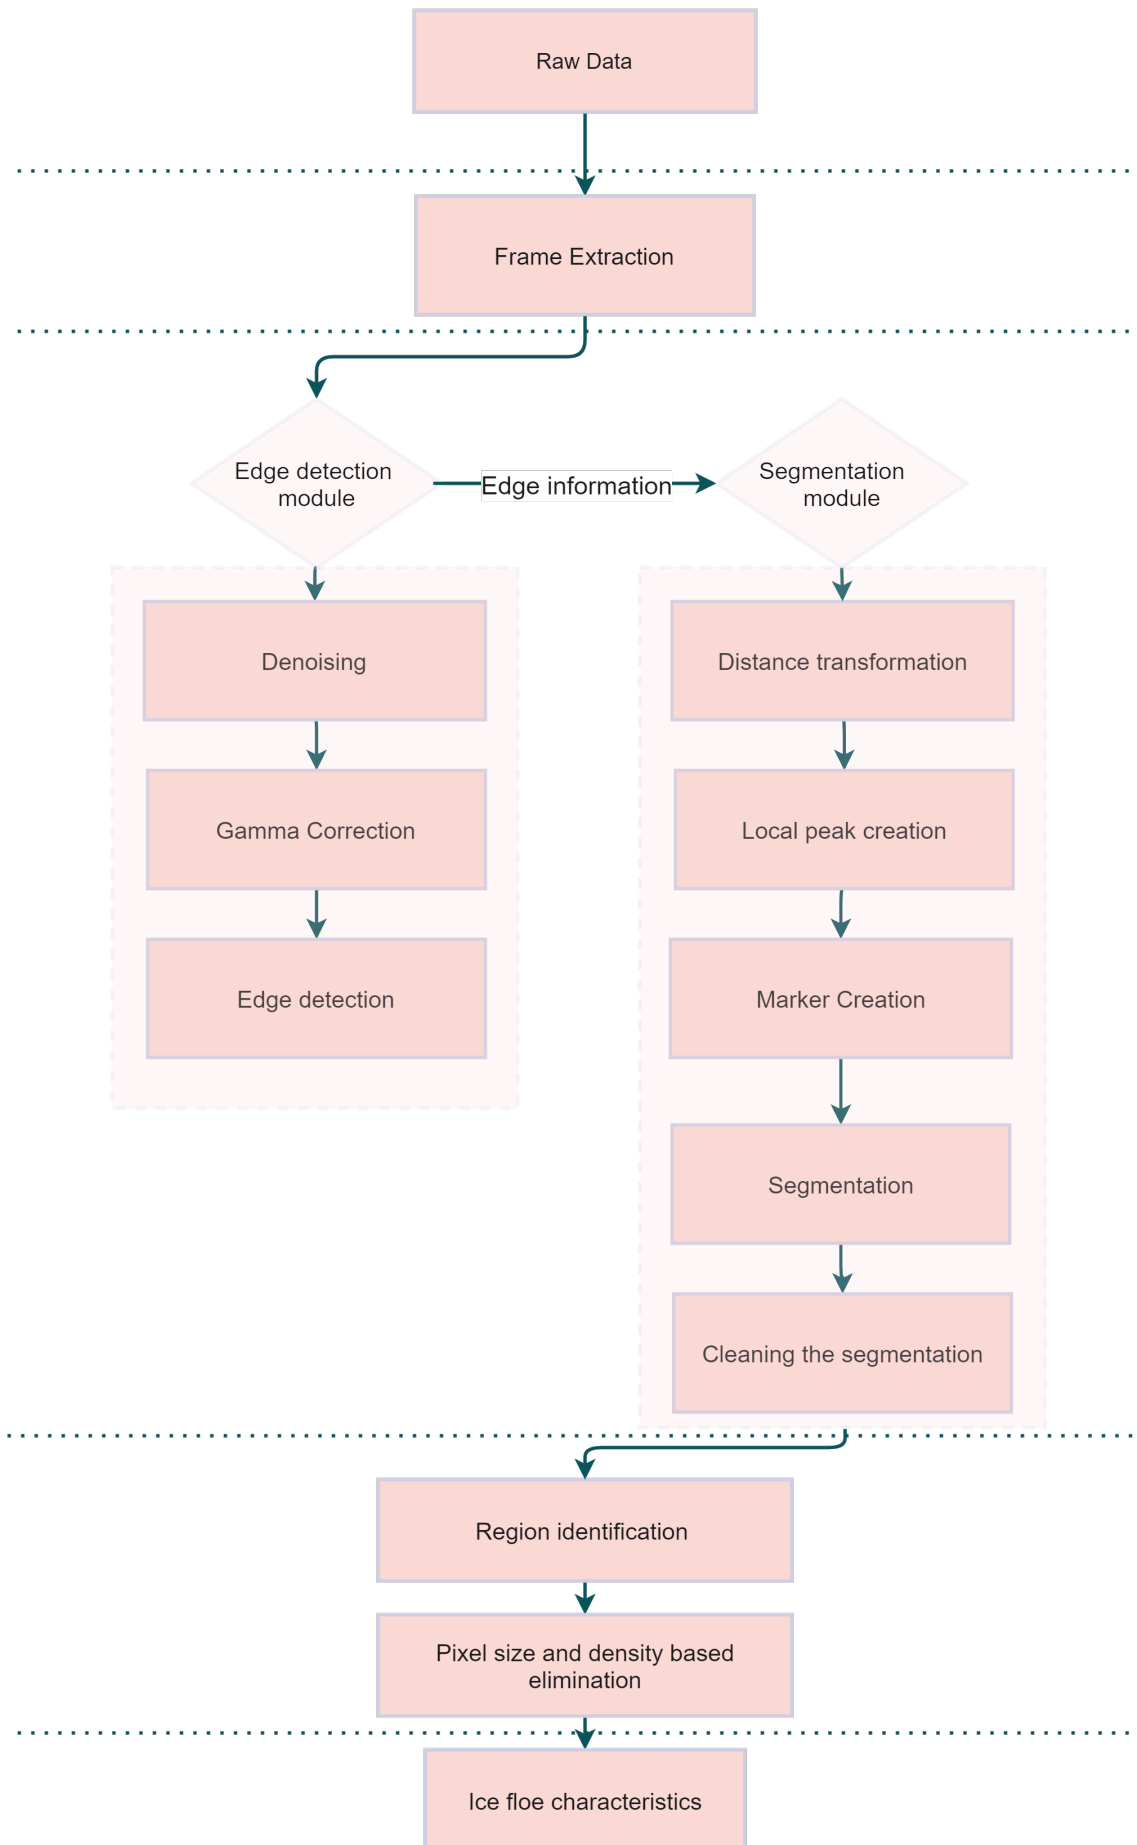 Raw Data
Frame Extraction
Edge detection
module
Edge information
Segmentation
module
Denoising
Gamma Correction
Edge detection
Distance transformation
Local peak creation
Marker Creation
Segmentation
Cleaning the segmentation
Region identification
Pixel size and density based
elimination
Ice floe characteristics